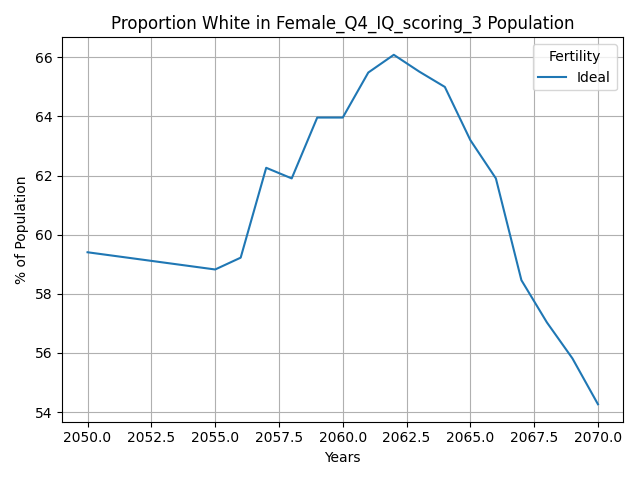 Proportion White in Female_Q4_IQ_scoring_3 Population
Fertility
Ideal
% of Population
66
64
62
60
58
56
54
2050.0 2052.5 2055.0 2057.5 2060.0 2062.5 2065.0 2067.5 2070.0
Years